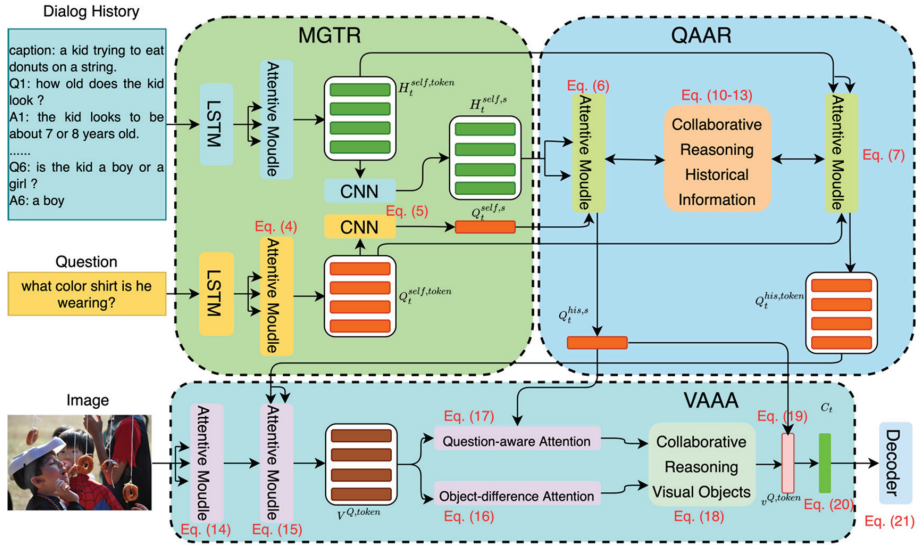 Dialog History
caption: a kid trying to eat
donuts on a string.
Q1: how old does the kid
look ?
A1: the kid looks to be
about 7 or 8 years old.
......
Q6: is the kid a boy or a
girl ?
A6: a boy
Question
what color shirt is he
wearing?
Image
MGTR
LSTM
Attentive Moudle
H_t^{self,token}
H_t^{self,s}
CNN
Eq. (5)
CNN
Q_t^{self,s}
Eq. (4)
LSTM
Attentive Moudle
Q_t^{self,token}
QAAR
Eq. (6)
Attentive Moudle
Eq. (10-13)
Collaborative
Reasoning
Historical
Information
Attentive Moudle
Eq. (7)
Q_t^{his,s}
Q_t^{his,token}
VAAA
Attentive Moudle
Eq. (14)
Attentive Moudle
Eq. (15)
V^{Q,token}
Eq. (17)
Question-aware Attention
Object-difference Attention
Eq. (16)
Collaborative
Reasoning
Visual Objects
Eq. (18)
Eq. (19)
v^{Q,token}
C_t
Eq. (20)
Decoder
Eq. (21)